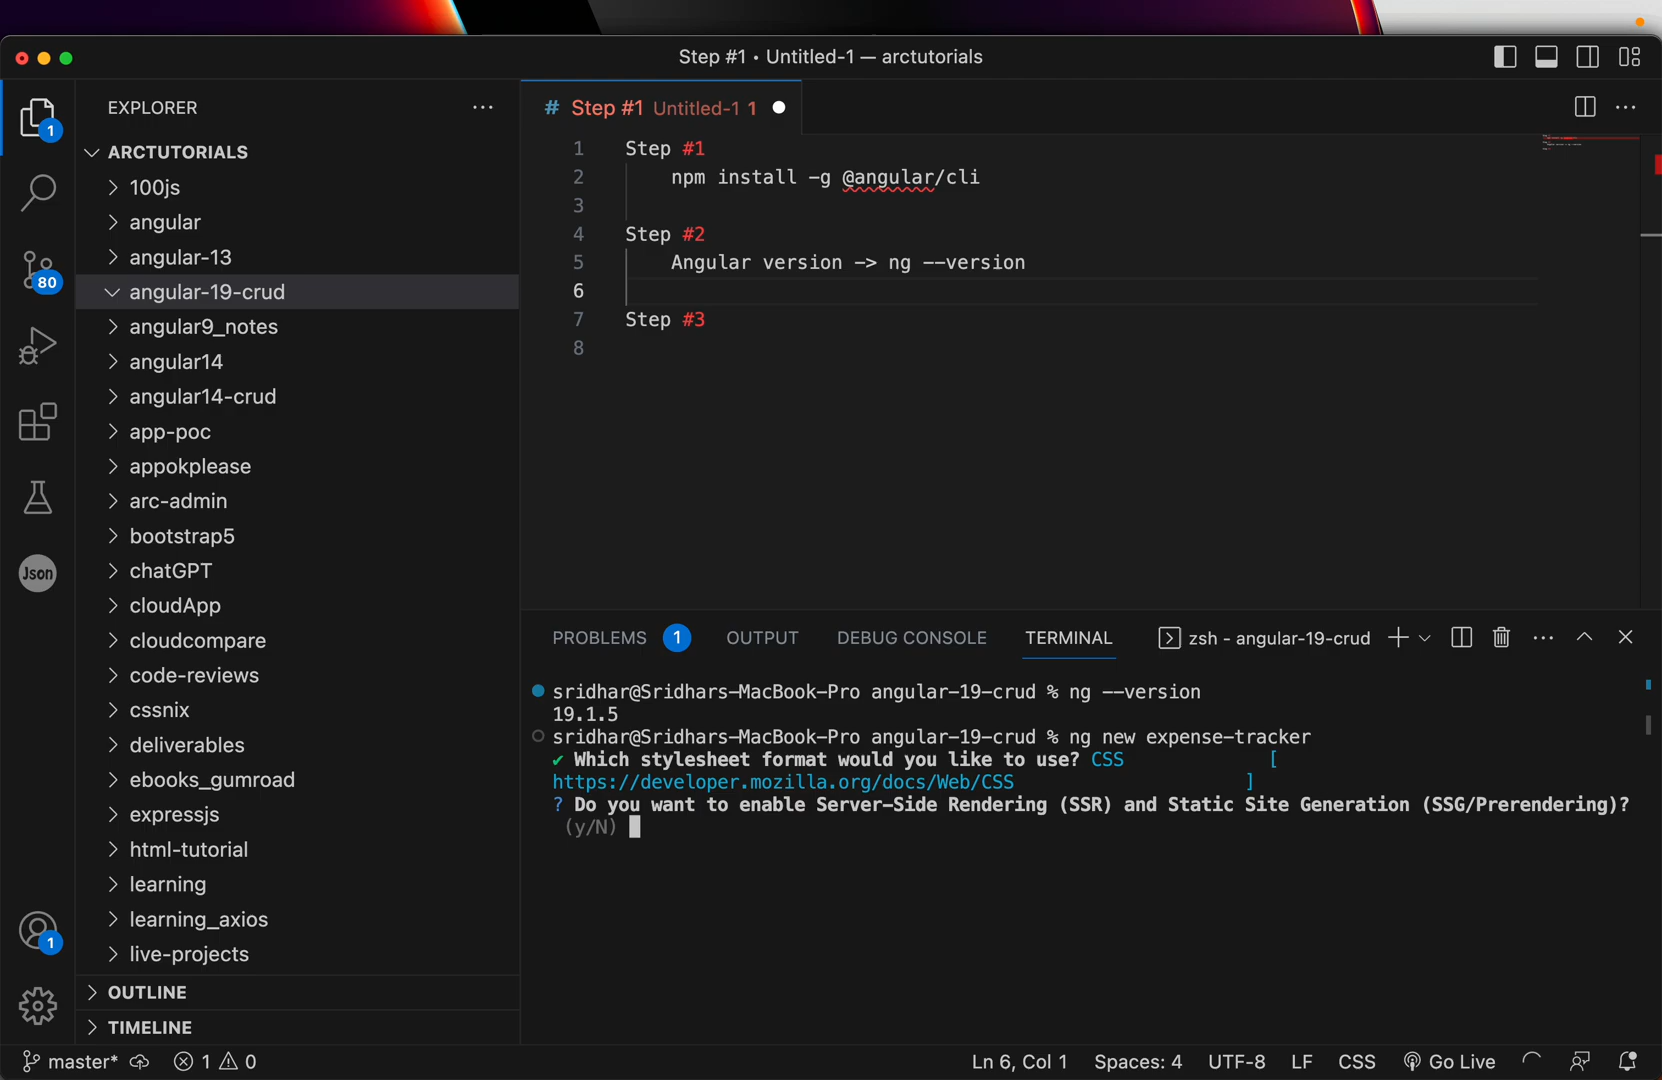 Step #1 • Untitled-1 — arctutorials
EXPLORER
ARCTUTORIALS
100js
angular
angular-13
angular-19-crud
angular9_notes
angular14
angular14-crud
app-poc
appokplease
arc-admin
bootstrap5
chatGPT
cloudApp
cloudcompare
code-reviews
cssnix
deliverables
ebooks_gumroad
expressjs
html-tutorial
learning
learning_axios
live-projects
OUTLINE
TIMELINE
1
80
Json
1
# Step #1 Untitled-1 1
1 Step #1
2 npm install -g @angular/cli
3
4 Step #2
5 Angular version -> ng --version
6
7 Step #3
8
PROBLEMS 1 OUTPUT DEBUG CONSOLE TERMINAL zsh - angular-19-crud
sridhar@Sridhars-MacBook-Pro angular-19-crud % ng --version
19.1.5
sridhar@Sridhars-MacBook-Pro angular-19-crud % ng new expense-tracker
✔ Which stylesheet format would you like to use? CSS [
https://developer.mozilla.org/docs/Web/CSS ]
? Do you want to enable Server-Side Rendering (SSR) and Static Site Generation (SSG/Prerendering)?
(y/N)
master* 1 0 Ln 6, Col 1 Spaces: 4 UTF-8 LF CSS Go Live